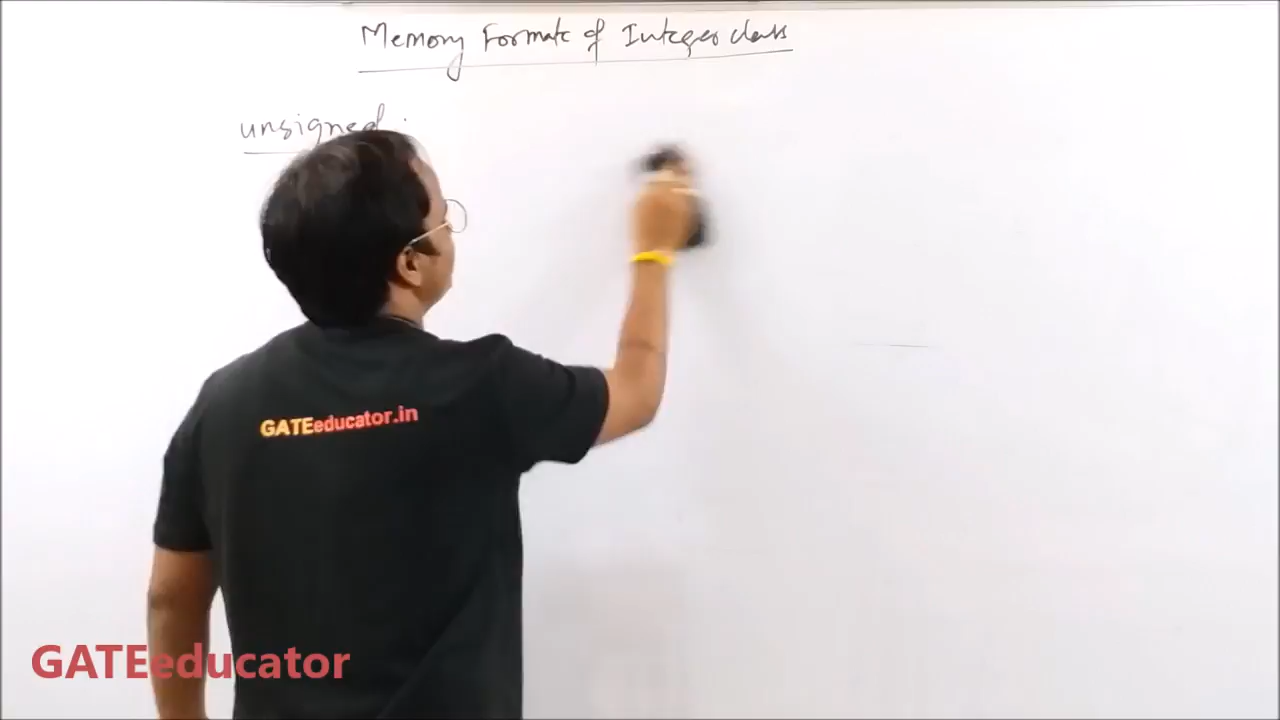 Memory Formate of Integer class
unsigned :
GATEeducator.in
GATEeducator